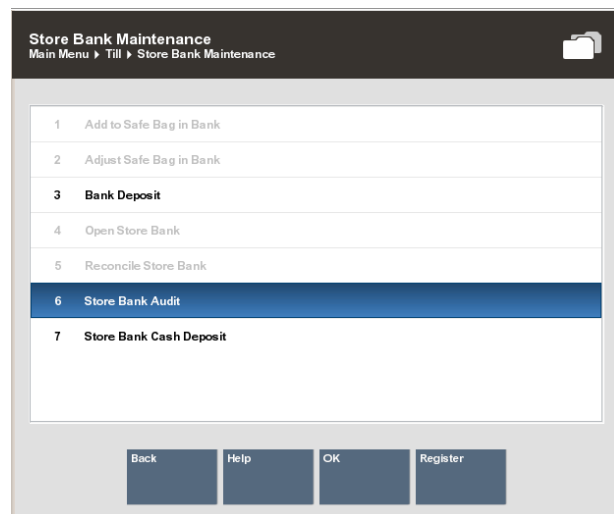 Store Bank Maintenance
Main Menu ▸ Till ▸ Store Bank Maintenance
1 Add to Safe Bag in Bank
2 Adjust Safe Bag in Bank
3 Bank Deposit
4 Open Store Bank
5 Reconcile Store Bank
6 Store Bank Audit
7 Store Bank Cash Deposit
Back Help OK Register